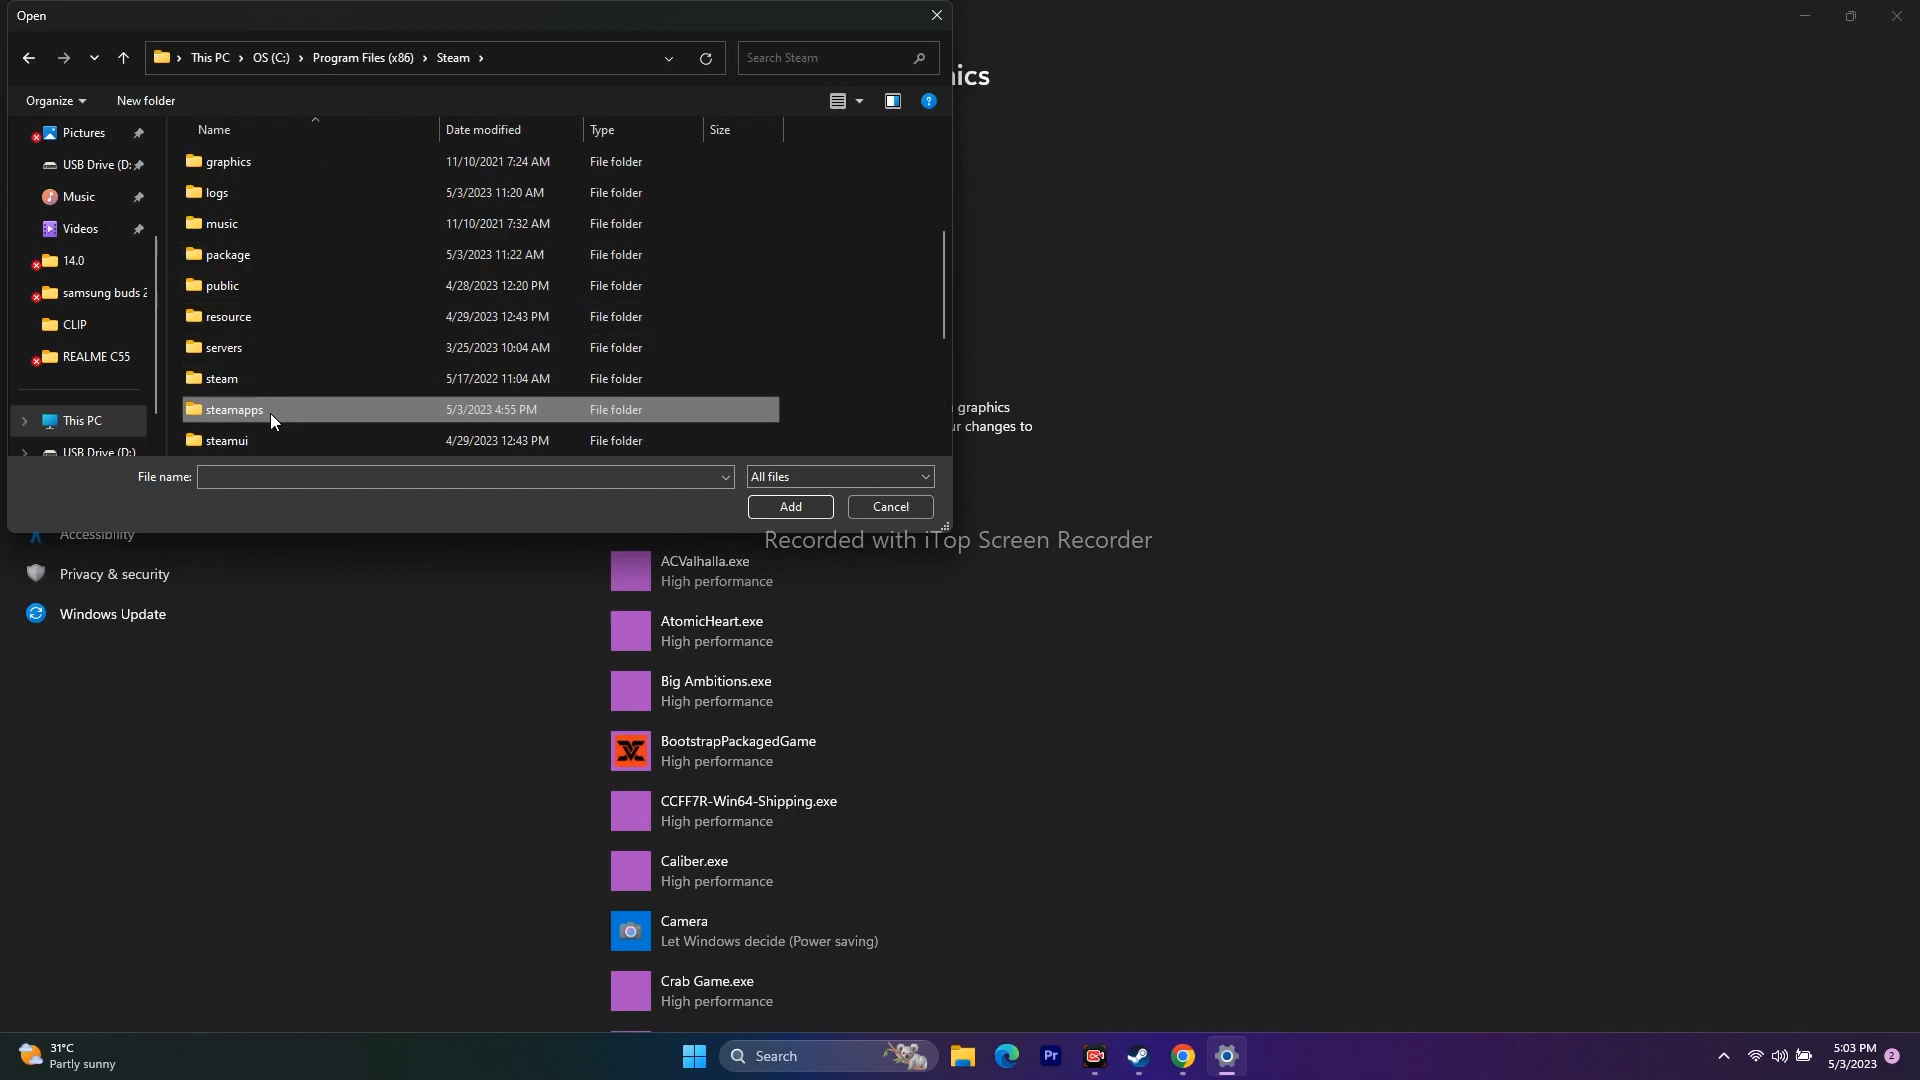 Open
This PC > OS (C:) > Program Files (x86) > Steam >
Search Steam
ics
Organize
New folder
Name
Date modified
Type
Size
Pictures
USB Drive (D:
Music
Videos
14.0
samsung buds 2
CLIP
REALME C55
This PC
USB Drive (D:)
graphics 11/10/2021 7:24 AM File folder
logs 5/3/2023 11:20 AM File folder
music 11/10/2021 7:32 AM File folder
package 5/3/2023 11:22 AM File folder
public 4/28/2023 12:20 PM File folder
resource 4/29/2023 12:43 PM File folder
servers 3/25/2023 10:04 AM File folder
steam 5/17/2022 11:04 AM File folder
steamapps 5/3/2023 4:55 PM File folder
steamui 4/29/2023 12:43 PM File folder
graphics
ur changes to
File name:
All files
Add
Cancel
Recorded with iTop Screen Recorder
Accessibility
Privacy & security
Windows Update
ACValhalla.exe
High performance
AtomicHeart.exe
High performance
Big Ambitions.exe
High performance
BootstrapPackagedGame
High performance
CCFF7R-Win64-Shipping.exe
High performance
Caliber.exe
High performance
Camera
Let Windows decide (Power saving)
Crab Game.exe
High performance
31°C
Partly sunny
Search
Pr
5:03 PM
5/3/2023
2